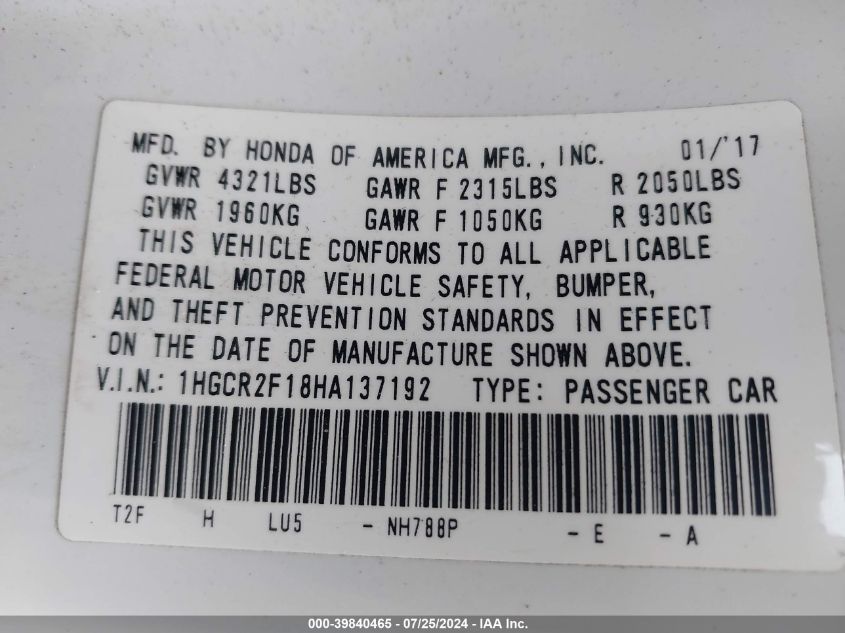 MFD. BY HONDA OF AMERICA MFG., INC. 01/'17
GVWR 4321LBS GAWR F 2315LBS R 2050LBS
GVWR 1960KG GAWR F 1050KG R 930KG
THIS VEHICLE CONFORMS TO ALL APPLICABLE
FEDERAL MOTOR VEHICLE SAFETY, BUMPER,
AND THEFT PREVENTION STANDARDS IN EFFECT
ON THE DATE OF MANUFACTURE SHOWN ABOVE.
V.I.N.: 1HGCR2F18HA137192 TYPE: PASSENGER CAR
T2F H LU5 - NH788P - E - A
000-39840465 - 07/25/2024 - IAA Inc.